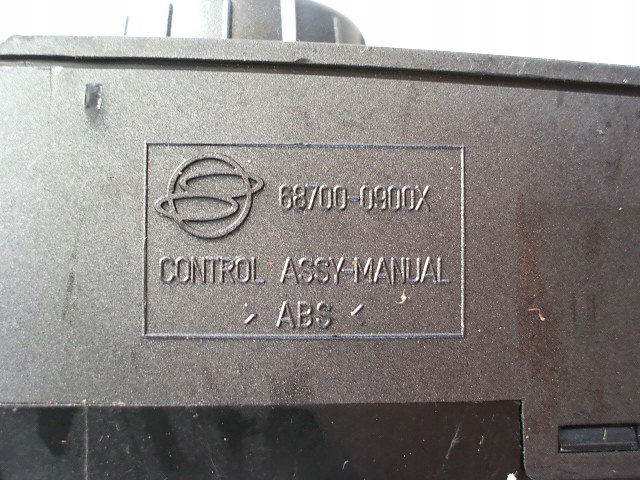 68700-0900X
CONTROL ASSY-MANUAL
> ABS <